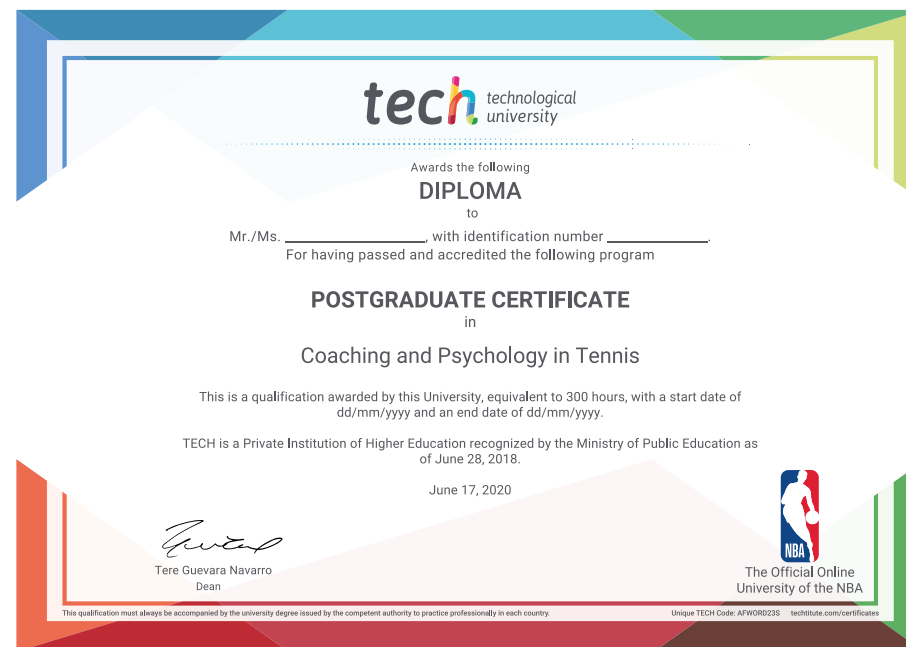 tech technological
university
Awards the following
DIPLOMA
to
Mr./Ms. ____________________, with identification number ______________.
For having passed and accredited the following program
POSTGRADUATE CERTIFICATE
in
Coaching and Psychology in Tennis
This is a qualification awarded by this University, equivalent to 300 hours, with a start date of
dd/mm/yyyy and an end date of dd/mm/yyyy.
TECH is a Private Institution of Higher Education recognized by the Ministry of Public Education as
of June 28, 2018.
June 17, 2020
Tere Guevara Navarro
Dean
NBA
The Official Online
University of the NBA
This qualification must always be accompanied by the university degree issued by the competent authority to practice professionally in each country.
Unique TECH Code: AFWORD23S techtitute.com/certificates